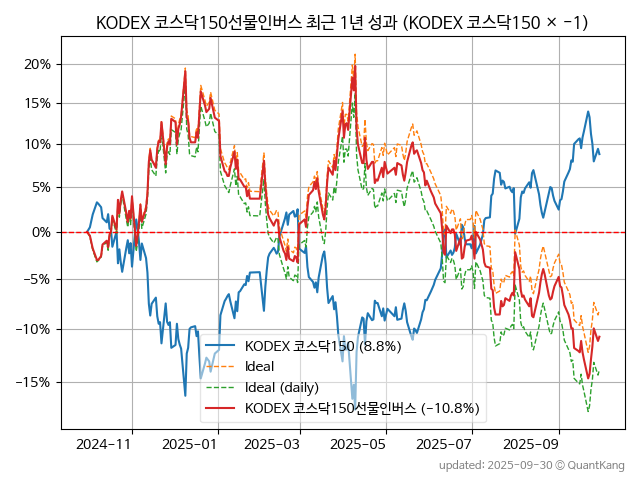 KODEX 코스닥150선물인버스 최근 1년 성과 (KODEX 코스닥150 × −1)
20%
15%
10%
5%
0%
−5%
−10%
−15%
KODEX 코스닥150 (8.8%)
Ideal
Ideal (daily)
KODEX 코스닥150선물인버스 (−10.8%)
2024−11 2025−01 2025−03 2025−05 2025−07 2025−09
updated: 2025-09-30 © QuantKang